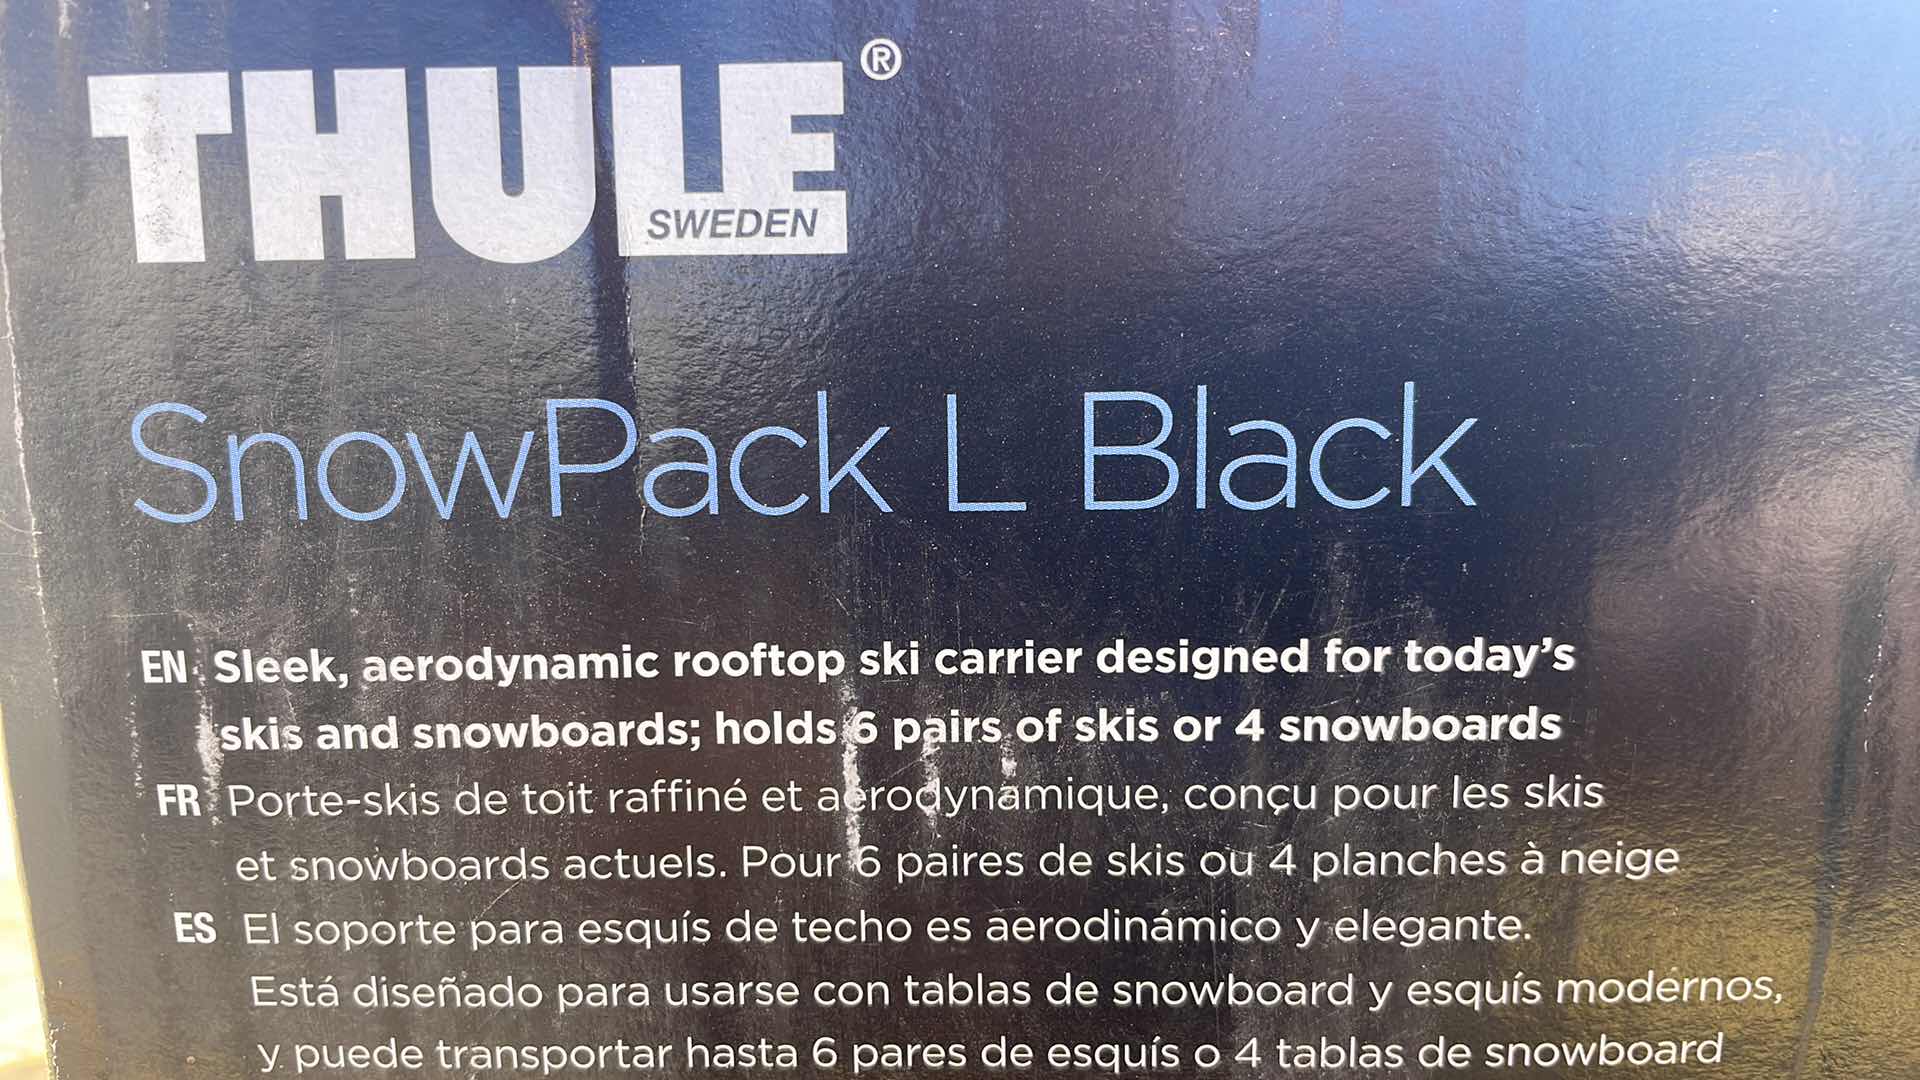 THULE®
SWEDEN
SnowPack L Black
EN Sleek, aerodynamic rooftop ski carrier designed for today's
skis and snowboards; holds 6 pairs of skis or 4 snowboards
FR Porte-skis de toit raffiné et aérodynamique, conçu pour les skis
et snowboards actuels. Pour 6 paires de skis ou 4 planches à neige
ES El soporte para esquís de techo es aerodinámico y elegante.
Está diseñado para usarse con tablas de snowboard y esquís modernos,
y puede transportar hasta 6 pares de esquís o 4 tablas de snowboard